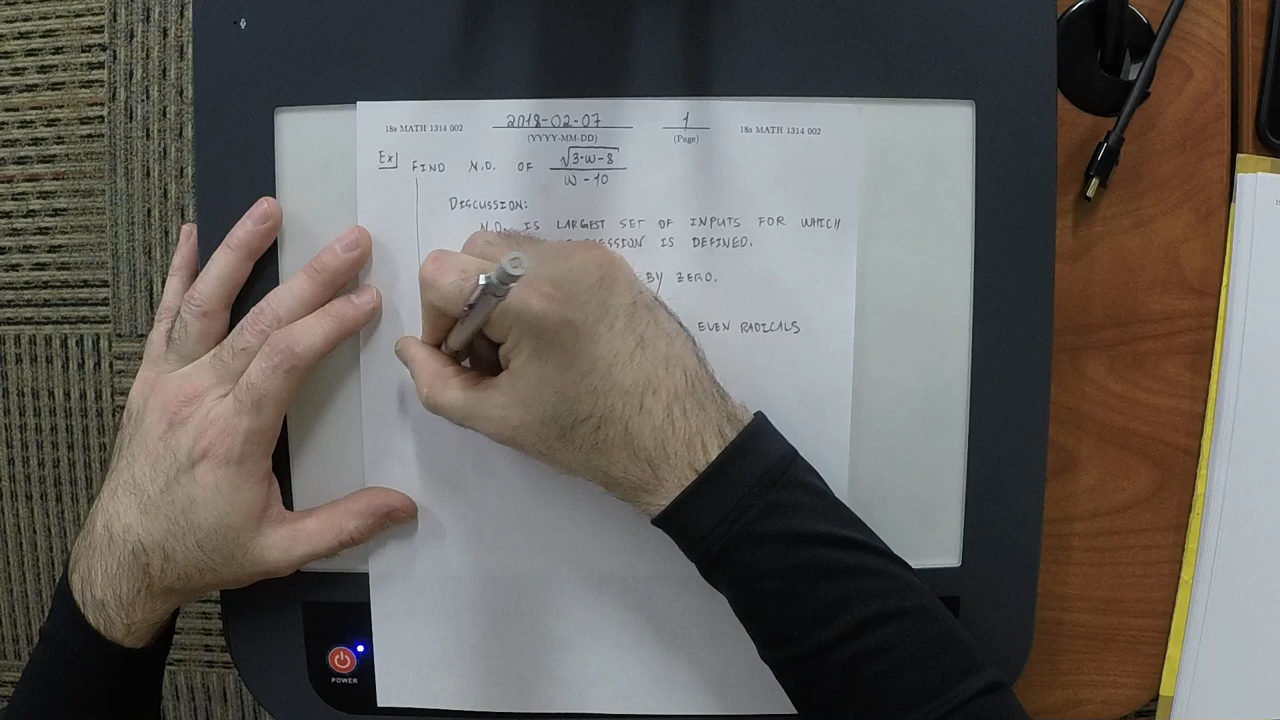 18s MATH 1314 002 2018-02-07 1 18s MATH 1314 002
(YYYY-MM-DD) (Page)
Ex] FIND N.D. OF √(3·w-8)
w-10
DISCUSSION:
N.D. IS LARGEST SET OF INPUTS FOR WHICH
IS DEFINED.
BY ZERO.
EVEN RADICALS
POWER